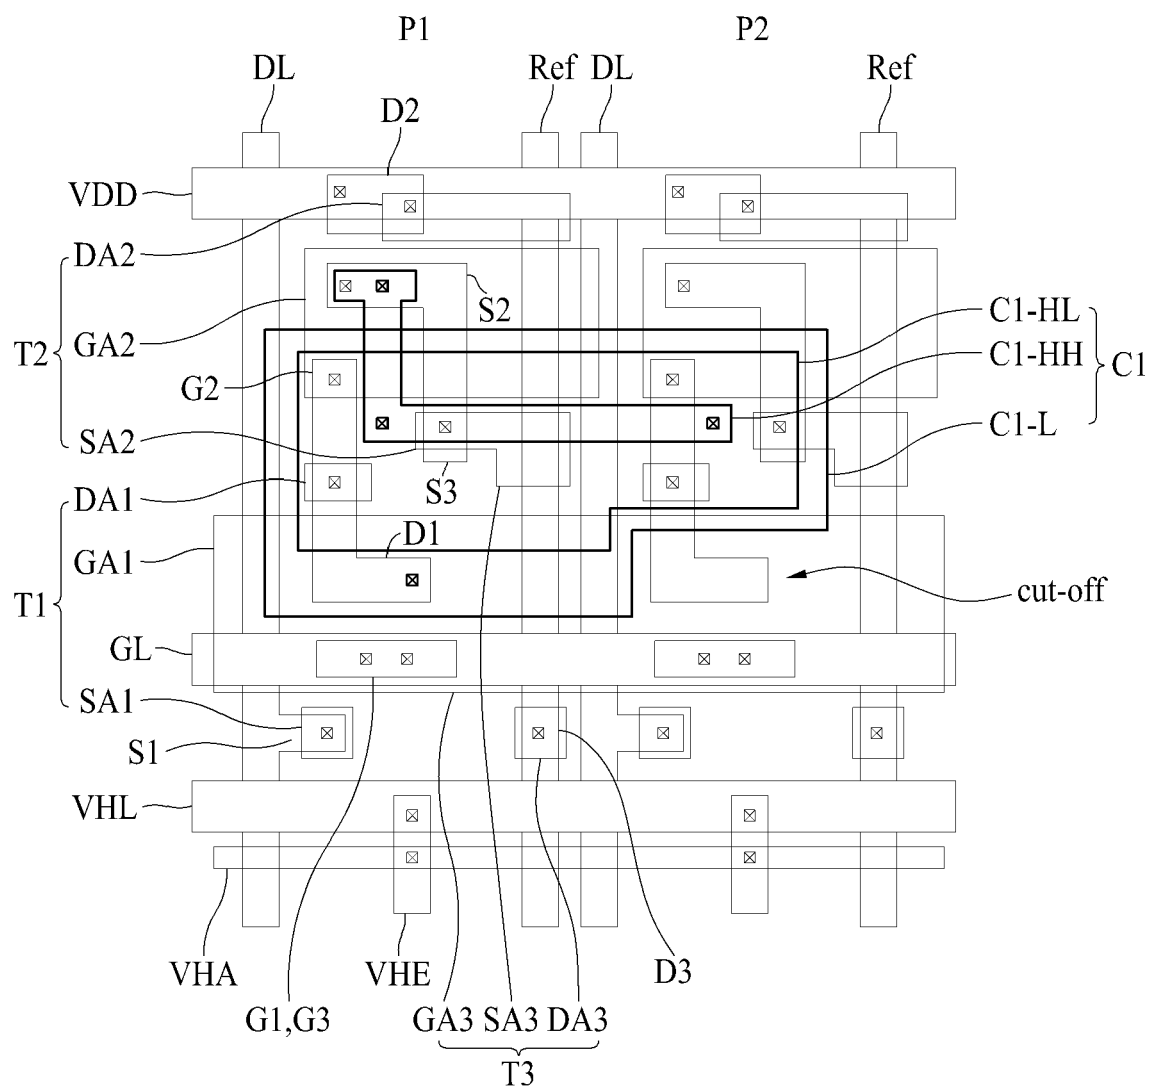 P1 P2
DL Ref DL Ref
D2
VDD
DA2
S2
C1-HL
T2 GA2 C1-HH C1
G2
SA2 C1-L
S3
DA1
D1
GA1
T1 cut-off
GL
SA1
S1
VHL
VHA VHE D3
G1,G3 GA3 SA3 DA3
T3